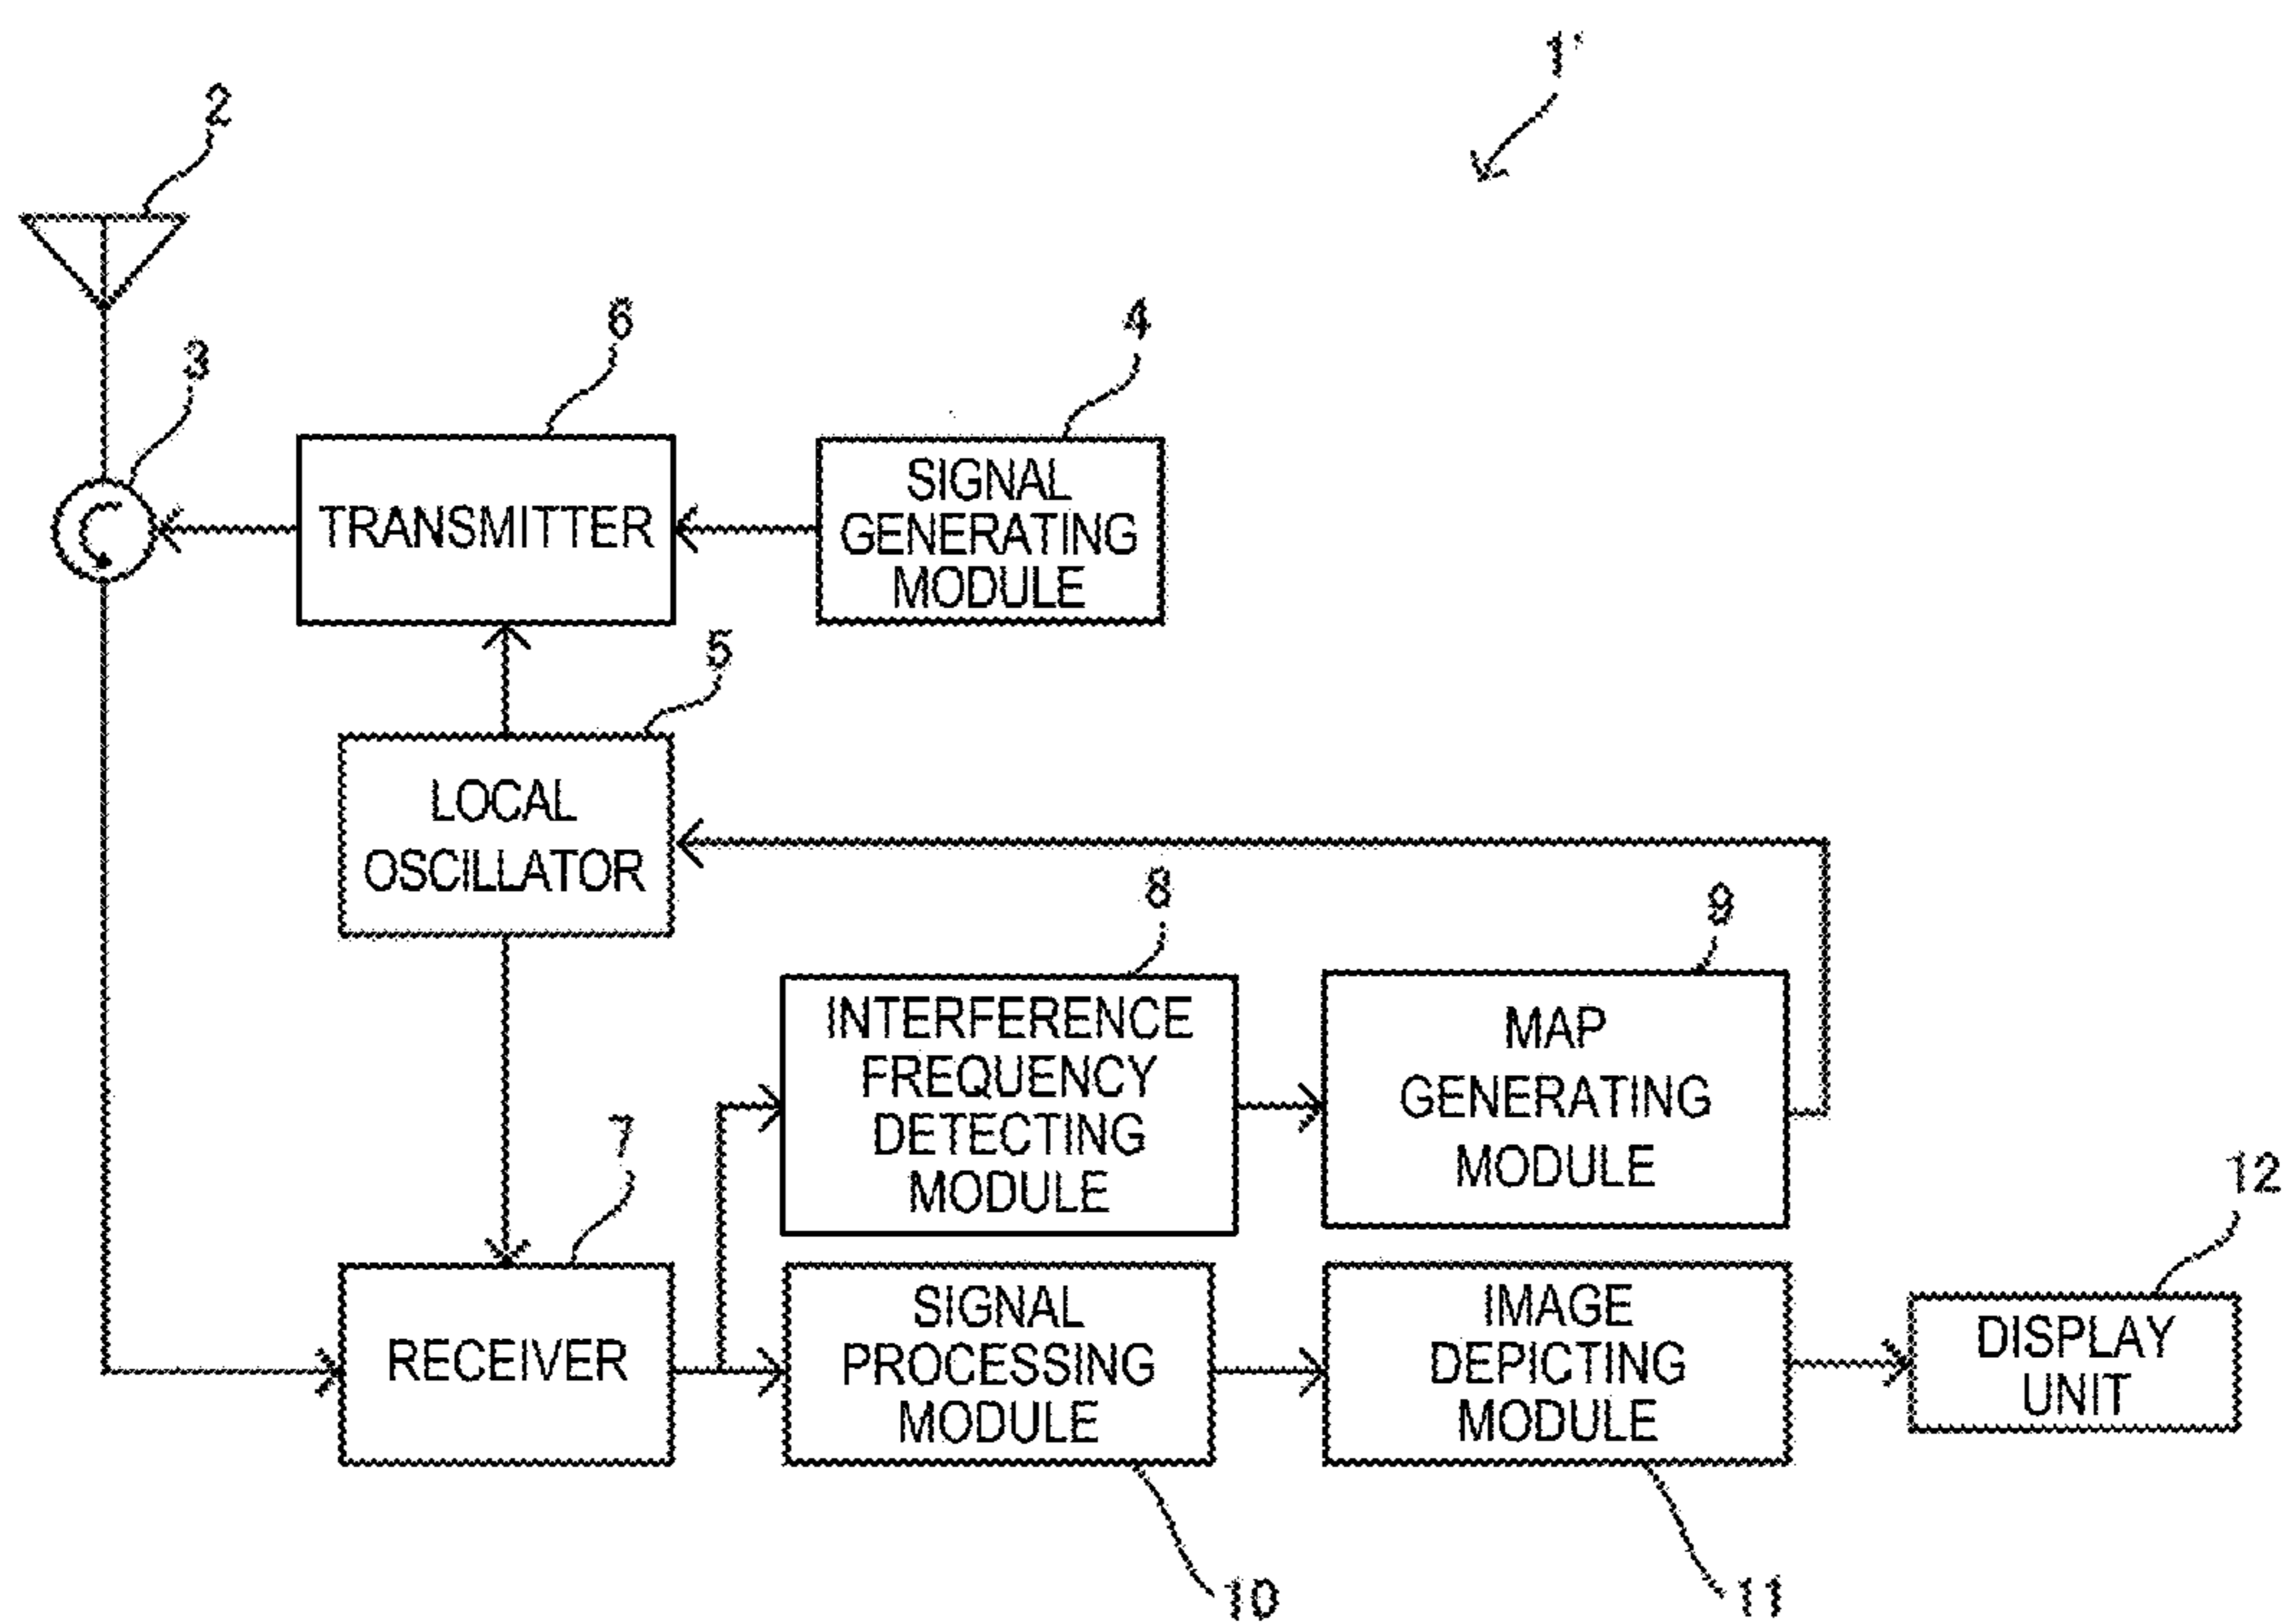 1'
2
3
6
4
TRANSMITTER
SIGNAL
GENERATING
MODULE
5
LOCAL
OSCILLATOR
8
9
INTERFERENCE
FREQUENCY
DETECTING
MODULE
MAP
GENERATING
MODULE
7
12
RECEIVER
SIGNAL
PROCESSING
MODULE
IMAGE
DEPICTING
MODULE
DISPLAY
UNIT
10
11